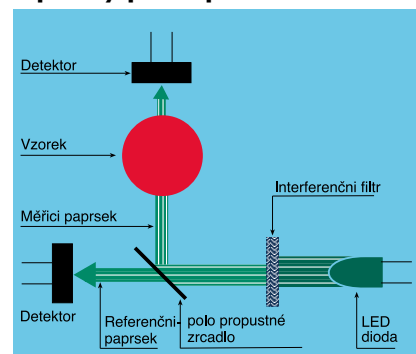 Detektor
Vzorek
Interferenčni filtr
Měřici paprsek
Detektor
Referenčni-
paprsek
polo propustné
zrcadlo
LED
dioda